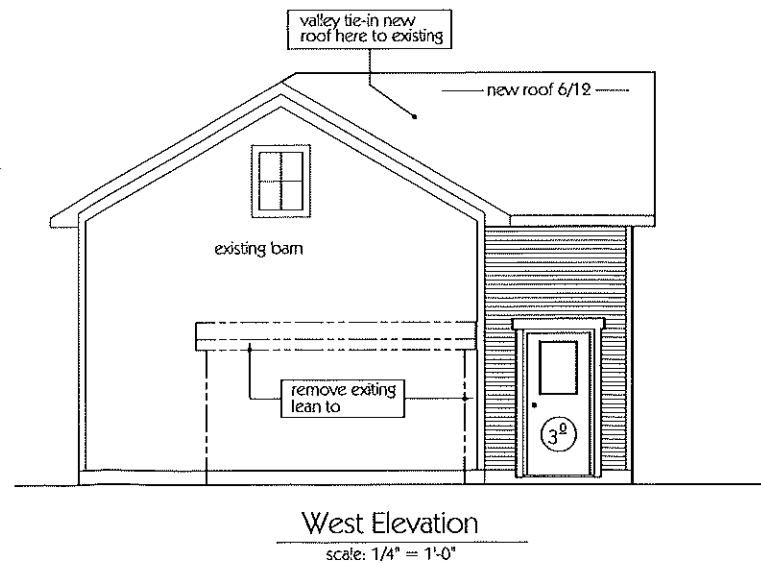 valley tie-in new
roof here to existing
new roof 6/12
existing barn
remove exiting
lean to
3º
West Elevation
scale: 1/4" = 1'-0"